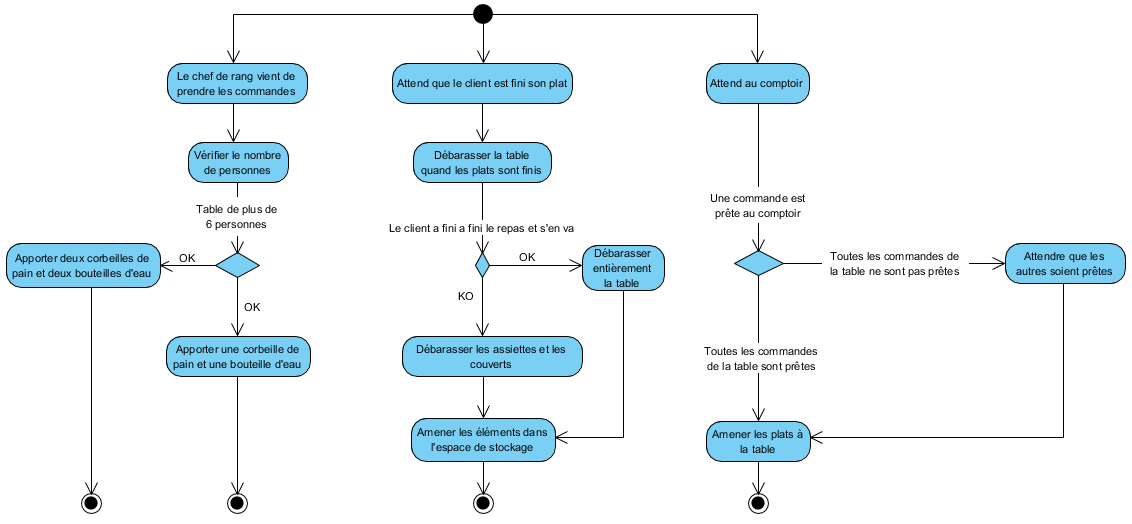 Le chef de rang vient de
prendre les commandes
Vérifier le nombre
de personnes
Table de plus de
6 personnes
OK
Apporter deux corbeilles de
pain et deux bouteilles d'eau
OK
Apporter une corbeille de
pain et une bouteille d'eau
Attend que le client est fini son plat
Débarasser la table
quand les plats sont finis
Le client a fini a fini le repas et s'en va
OK
Débarasser
entièrement
la table
KO
Débarasser les assiettes et les
couverts
Amener les éléments dans
l'espace de stockage
Attend au comptoir
Une commande est
prête au comptoir
Toutes les commandes de
la table ne sont pas prêtes
Attendre que les
autres soient prêtes
Toutes les commandes
de la table sont prêtes
Amener les plats à
la table